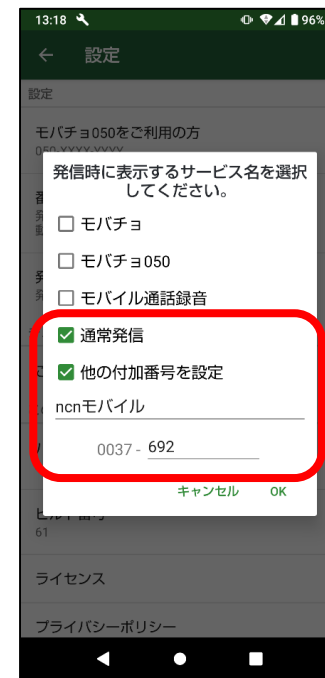 13:18 96%
設定
設定
モバチョ050をご利用の方
050-XXXX-XXXX
発信時に表示するサービス名を選択
してください。
モバチョ
モバチョ050
モバイル通話録音
通常発信
他の付加番号を設定
ncnモバイル
0037 - 692
キャンセル OK
61
ライセンス
プライバシーポリシー